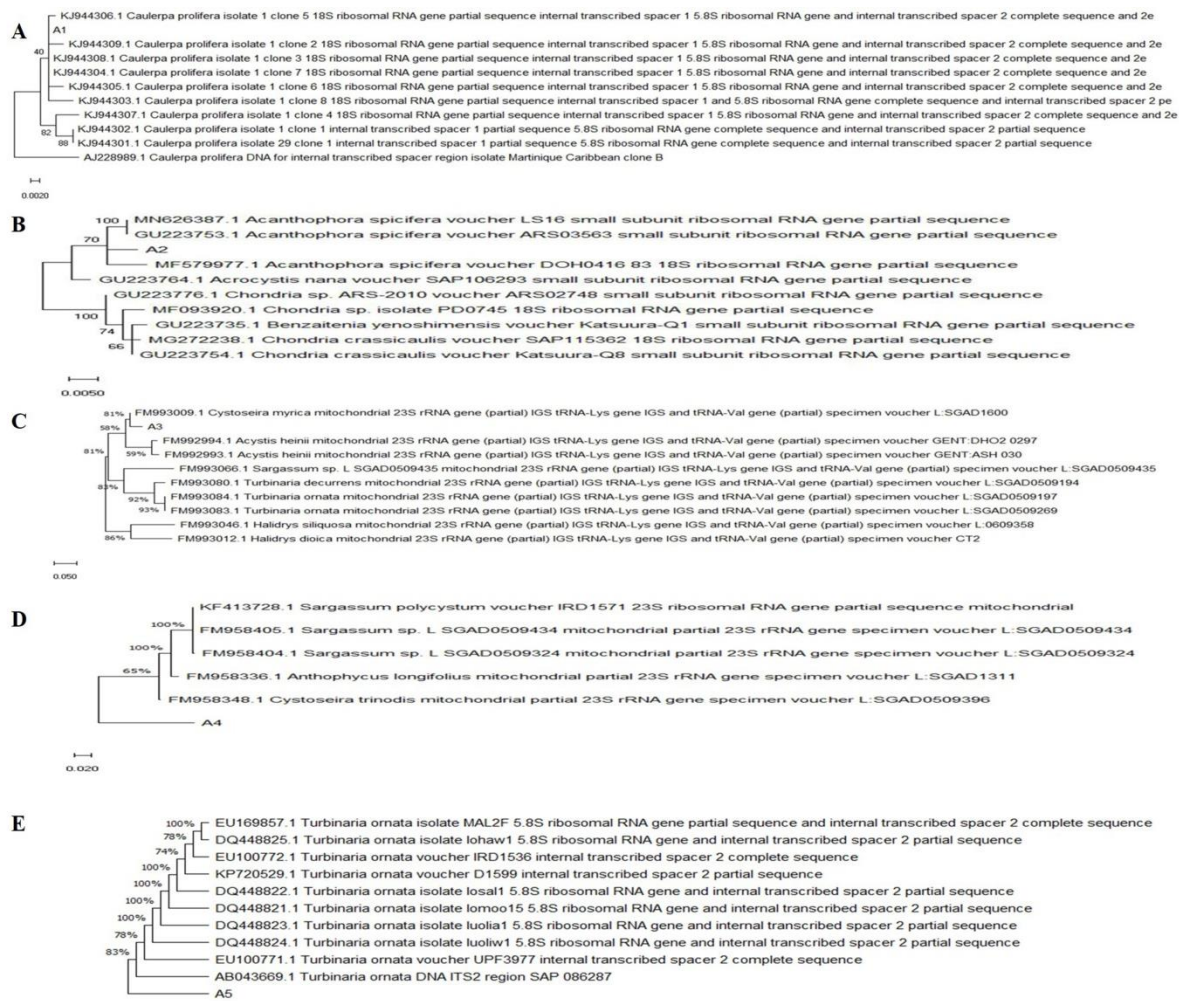 A
KJ944306.1 Caulerpa prolifera isolate 1 clone 5 18S ribosomal RNA gene partial sequence internal transcribed spacer 1 5.8S ribosomal RNA gene and internal transcribed spacer 2 complete sequence and 2e
A1
40
KJ944309.1 Caulerpa prolifera isolate 1 clone 2 18S ribosomal RNA gene partial sequence internal transcribed spacer 1 5.8S ribosomal RNA gene and internal transcribed spacer 2 complete sequence and 2e
KJ944308.1 Caulerpa prolifera isolate 1 clone 3 18S ribosomal RNA gene partial sequence internal transcribed spacer 1 5.8S ribosomal RNA gene and internal transcribed spacer 2 complete sequence and 2e
KJ944304.1 Caulerpa prolifera isolate 1 clone 7 18S ribosomal RNA gene partial sequence internal transcribed spacer 1 5.8S ribosomal RNA gene and internal transcribed spacer 2 complete sequence and 2e
KJ944305.1 Caulerpa prolifera isolate 1 clone 6 18S ribosomal RNA gene partial sequence internal transcribed spacer 1 5.8S ribosomal RNA gene and internal transcribed spacer 2 complete sequence and 2e
KJ944303.1 Caulerpa prolifera isolate 1 clone 8 18S ribosomal RNA gene partial sequence internal transcribed spacer 1 and 5.8S ribosomal RNA gene complete sequence and internal transcribed spacer 2 pe
KJ944307.1 Caulerpa prolifera isolate 1 clone 4 18S ribosomal RNA gene partial sequence internal transcribed spacer 1 5.8S ribosomal RNA gene and internal transcribed spacer 2 complete sequence and 2e
82
KJ944302.1 Caulerpa prolifera isolate 1 clone 1 internal transcribed spacer 1 partial sequence 5.8S ribosomal RNA gene complete sequence and internal transcribed spacer 2 partial sequence
88
KJ944301.1 Caulerpa prolifera isolate 29 clone 1 internal transcribed spacer 1 partial sequence 5.8S ribosomal RNA gene complete sequence and internal transcribed spacer 2 partial sequence
AJ228989.1 Caulerpa prolifera DNA for internal transcribed spacer region isolate Martinique Caribbean clone B
0.0020
B
100
MN626387.1 Acanthophora spicifera voucher LS16 small subunit ribosomal RNA gene partial sequence
GU223753.1 Acanthophora spicifera voucher ARS03563 small subunit ribosomal RNA gene partial sequence
70
A2
MF579977.1 Acanthophora spicifera voucher DOH0416 83 18S ribosomal RNA gene partial sequence
GU223764.1 Acrocystis nana voucher SAP106293 small subunit ribosomal RNA gene partial sequence
GU223776.1 Chondria sp. ARS-2010 voucher ARS02748 small subunit ribosomal RNA gene partial sequence
100
MF093920.1 Chondria sp. isolate PD0745 18S ribosomal RNA gene partial sequence
74
GU223735.1 Benzaitenia yenoshimensis voucher Katsuura-Q1 small subunit ribosomal RNA gene partial sequence
MG272238.1 Chondria crassicaulis voucher SAP115362 18S ribosomal RNA gene partial sequence
66
GU223754.1 Chondria crassicaulis voucher Katsuura-Q8 small subunit ribosomal RNA gene partial sequence
0.0050
C
81%
FM993009.1 Cystoseira myrica mitochondrial 23S rRNA gene (partial) IGS tRNA-Lys gene IGS and tRNA-Val gene (partial) specimen voucher L:SGAD1600
58%
A3
FM992994.1 Acystis heinii mitochondrial 23S rRNA gene (partial) IGS tRNA-Lys gene IGS and tRNA-Val gene (partial) specimen voucher GENT:DHO2 0297
81%
59%
FM992993.1 Acystis heinii mitochondrial 23S rRNA gene (partial) IGS tRNA-Lys gene IGS and tRNA-Val gene (partial) specimen voucher GENT:ASH 030
FM993066.1 Sargassum sp. L SGAD0509435 mitochondrial 23S rRNA gene (partial) IGS tRNA-Lys gene IGS and tRNA-Val gene (partial) specimen voucher L:SGAD0509435
FM993080.1 Turbinaria decurrens mitochondrial 23S rRNA gene (partial) IGS tRNA-Lys gene IGS and tRNA-Val gene (partial) specimen voucher L:SGAD0509194
92%
FM993084.1 Turbinaria ornata mitochondrial 23S rRNA gene (partial) IGS tRNA-Lys gene IGS and tRNA-Val gene (partial) specimen voucher L:SGAD0509197
93%
FM993083.1 Turbinaria ornata mitochondrial 23S rRNA gene (partial) IGS tRNA-Lys gene IGS and tRNA-Val gene (partial) specimen voucher L:SGAD0509269
FM993046.1 Halidrys siliquosa mitochondrial 23S rRNA gene (partial) IGS tRNA-Lys gene IGS and tRNA-Val gene (partial) specimen voucher L:0609358
86%
FM993012.1 Halidrys dioica mitochondrial 23S rRNA gene (partial) IGS tRNA-Lys gene IGS and tRNA-Val gene (partial) specimen voucher CT2
0.050
D
KF413728.1 Sargassum polycystum voucher IRD1571 23S ribosomal RNA gene partial sequence mitochondrial
100%
FM958405.1 Sargassum sp. L SGAD0509434 mitochondrial partial 23S rRNA gene specimen voucher L:SGAD0509434
100%
FM958404.1 Sargassum sp. L SGAD0509324 mitochondrial partial 23S rRNA gene specimen voucher L:SGAD0509324
65%
FM958336.1 Anthophycus longifolius mitochondrial partial 23S rRNA gene specimen voucher L:SGAD1311
FM958348.1 Cystoseira trinodis mitochondrial partial 23S rRNA gene specimen voucher L:SGAD0509396
A4
0.020
E
100%
EU169857.1 Turbinaria ornata isolate MAL2F 5.8S ribosomal RNA gene partial sequence and internal transcribed spacer 2 complete sequence
78%
DQ448825.1 Turbinaria ornata isolate lohaw1 5.8S ribosomal RNA gene and internal transcribed spacer 2 partial sequence
74%
EU100772.1 Turbinaria ornata voucher IRD1536 internal transcribed spacer 2 complete sequence
100%
KP720529.1 Turbinaria ornata voucher D1599 internal transcribed spacer 2 partial sequence
100%
DQ448822.1 Turbinaria ornata isolate losal1 5.8S ribosomal RNA gene and internal transcribed spacer 2 partial sequence
100%
DQ448821.1 Turbinaria ornata isolate lomoo15 5.8S ribosomal RNA gene and internal transcribed spacer 2 partial sequence
100%
DQ448823.1 Turbinaria ornata isolate luolia1 5.8S ribosomal RNA gene and internal transcribed spacer 2 partial sequence
78%
DQ448824.1 Turbinaria ornata isolate luoliw1 5.8S ribosomal RNA gene and internal transcribed spacer 2 partial sequence
83%
EU100771.1 Turbinaria ornata voucher UPF3977 internal transcribed spacer 2 complete sequence
AB043669.1 Turbinaria ornata DNA ITS2 region SAP 086287
A5